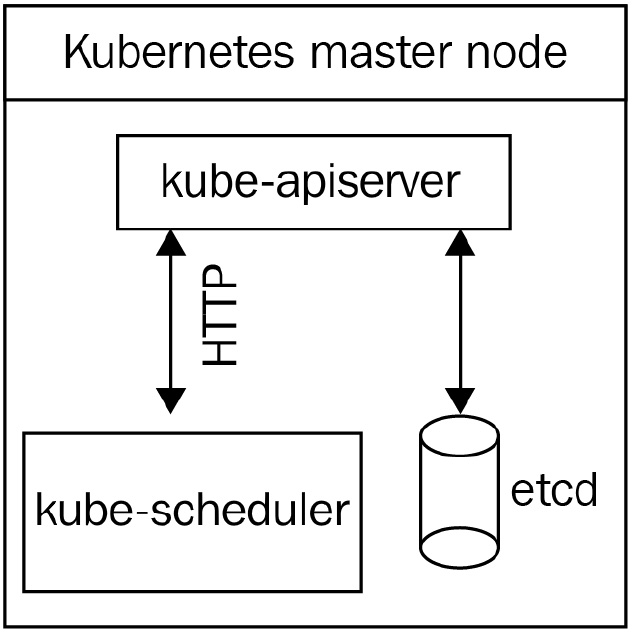 Kubernetes master node
kube-apiserver
HTTP
kube-scheduler
etcd